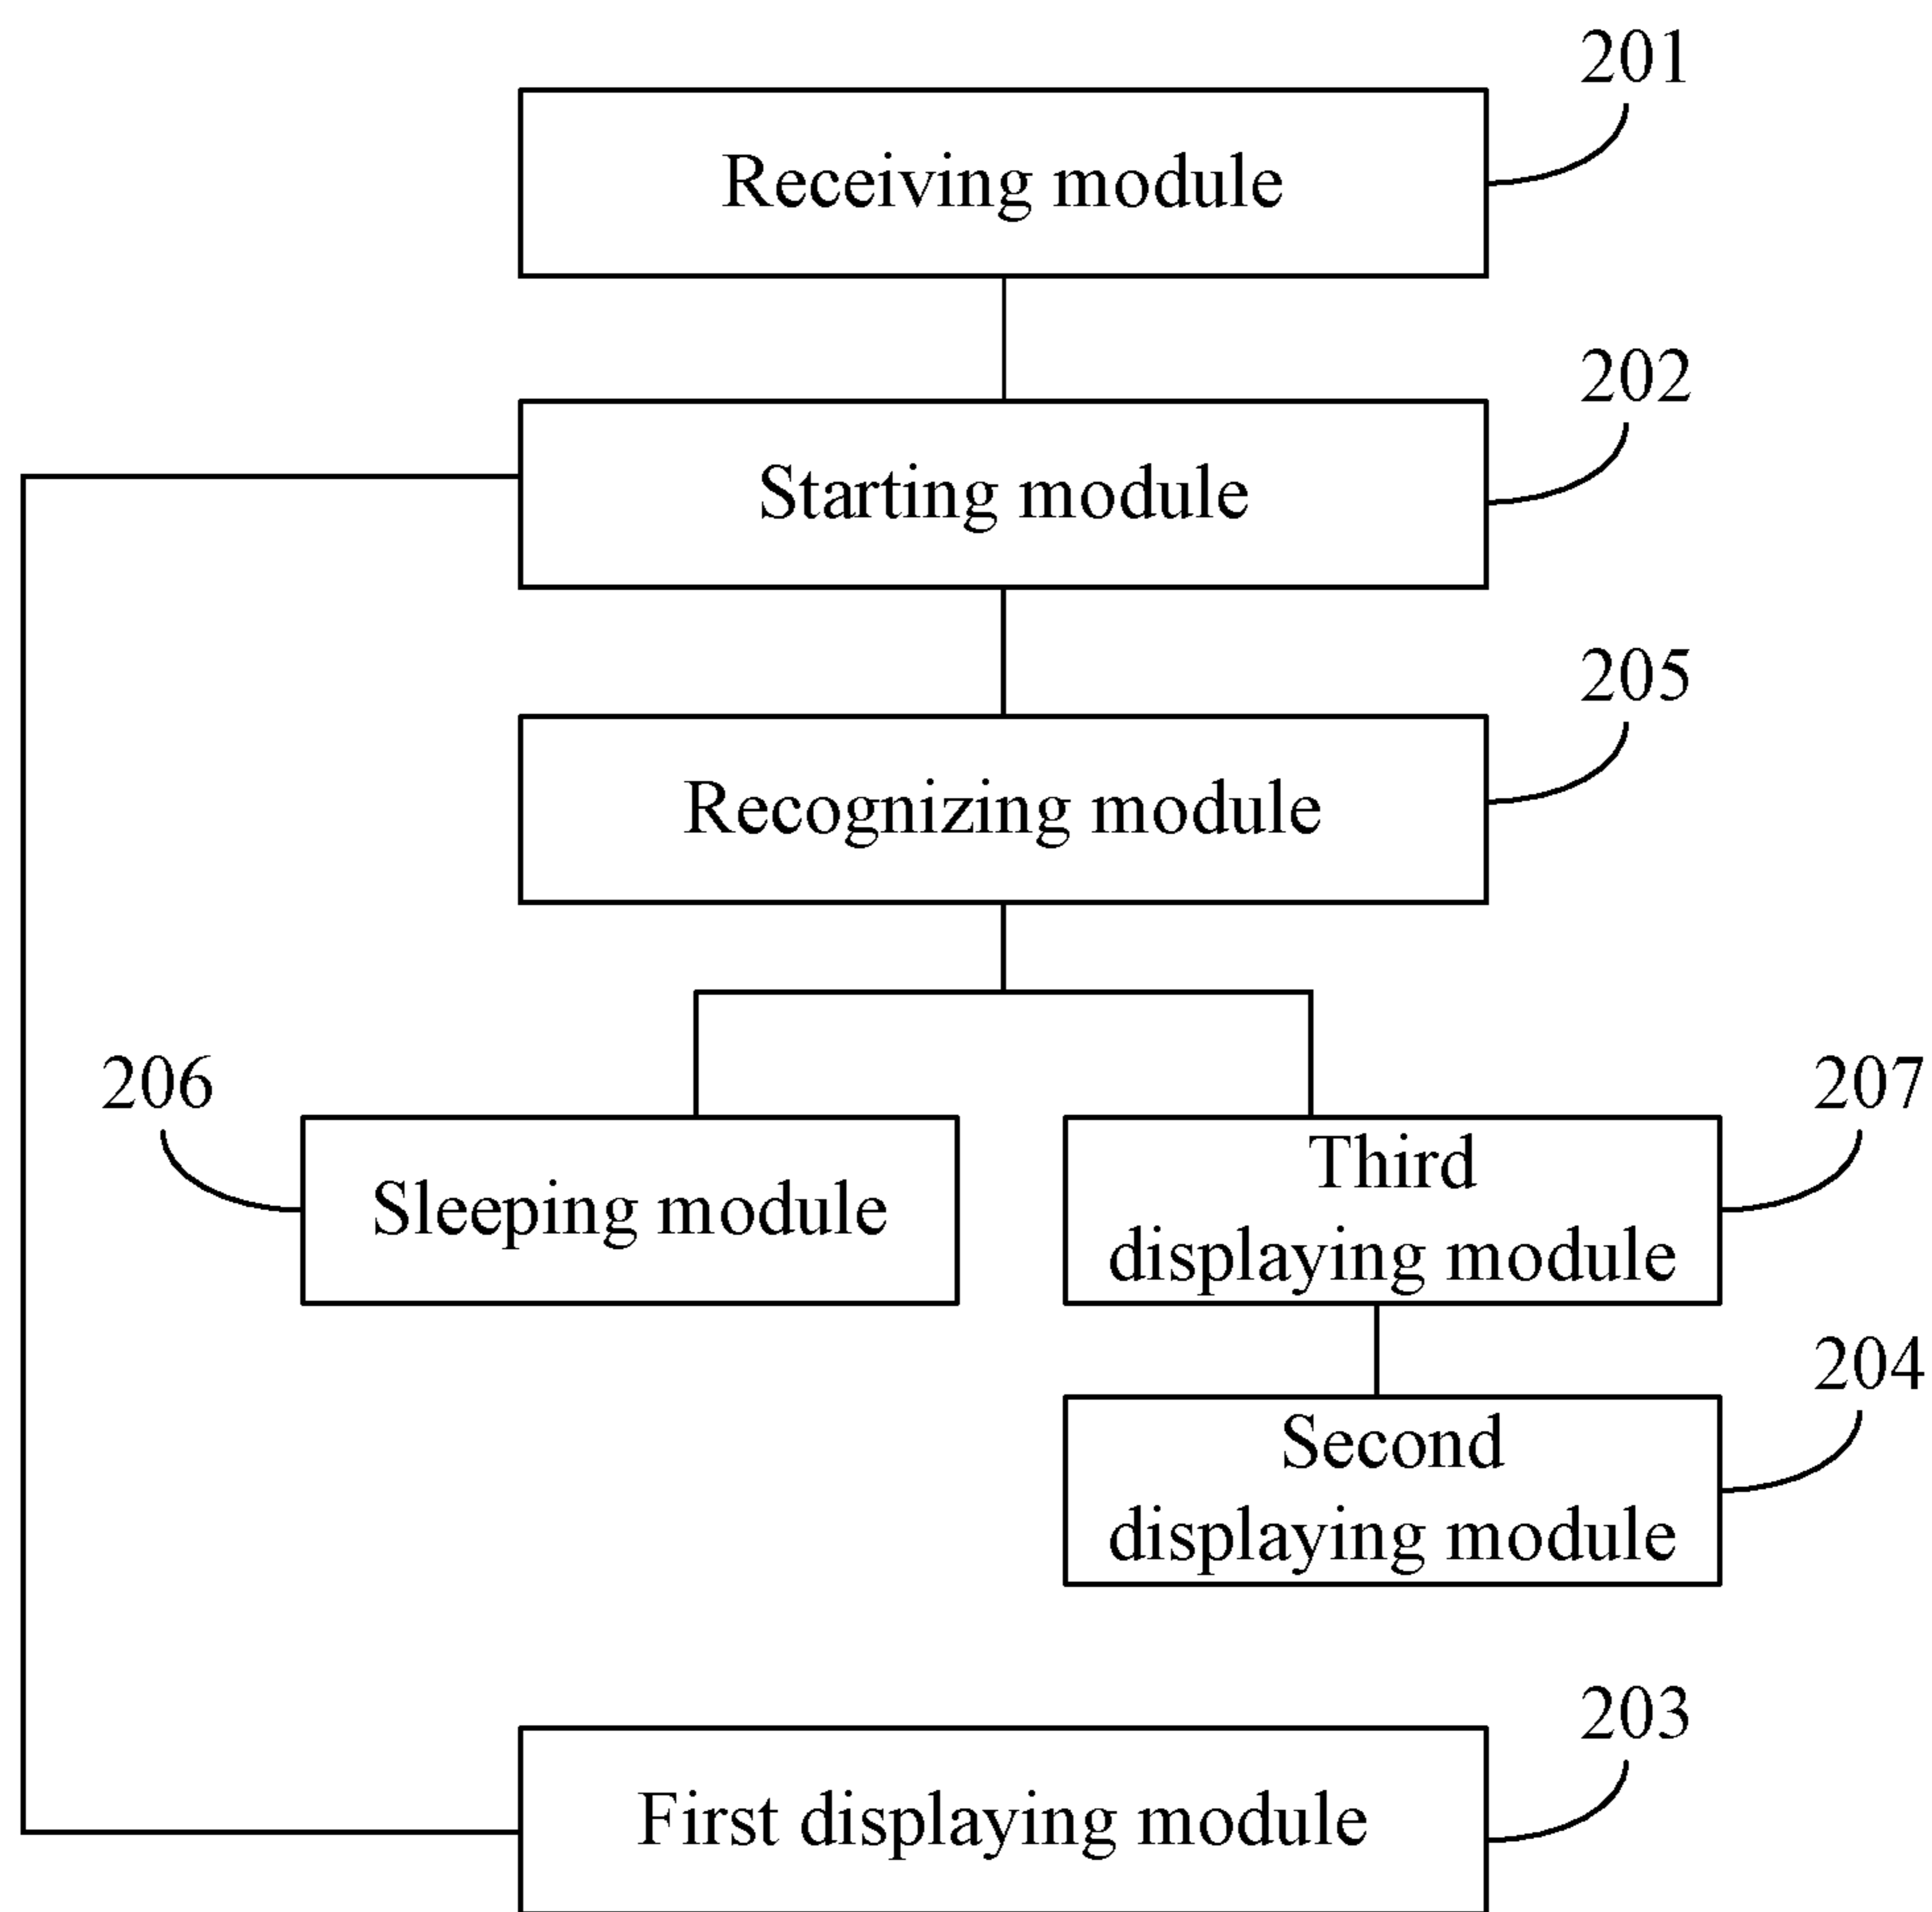 201
Receiving module
202
Starting module
205
Recognizing module
206
207
Sleeping module
Third
displaying module
204
Second
displaying module
203
First displaying module